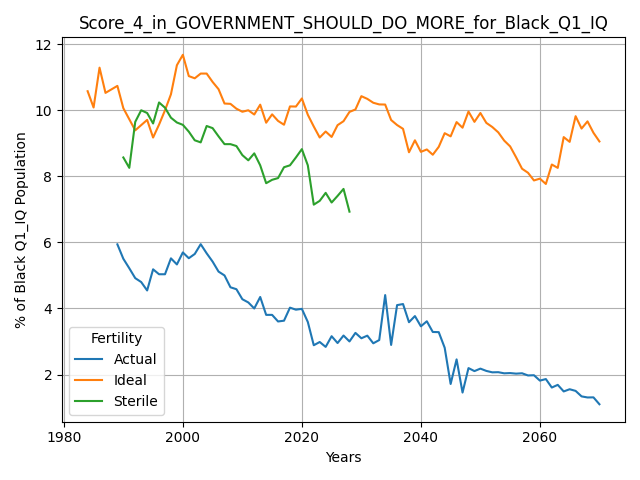 Score_4_in_GOVERNMENT_SHOULD_DO_MORE_for_Black_Q1_IQ
12
10
8
6
4
2
% of Black Q1_IQ Population
Fertility
Actual
Ideal
Sterile
1980 2000 2020 2040 2060
Years